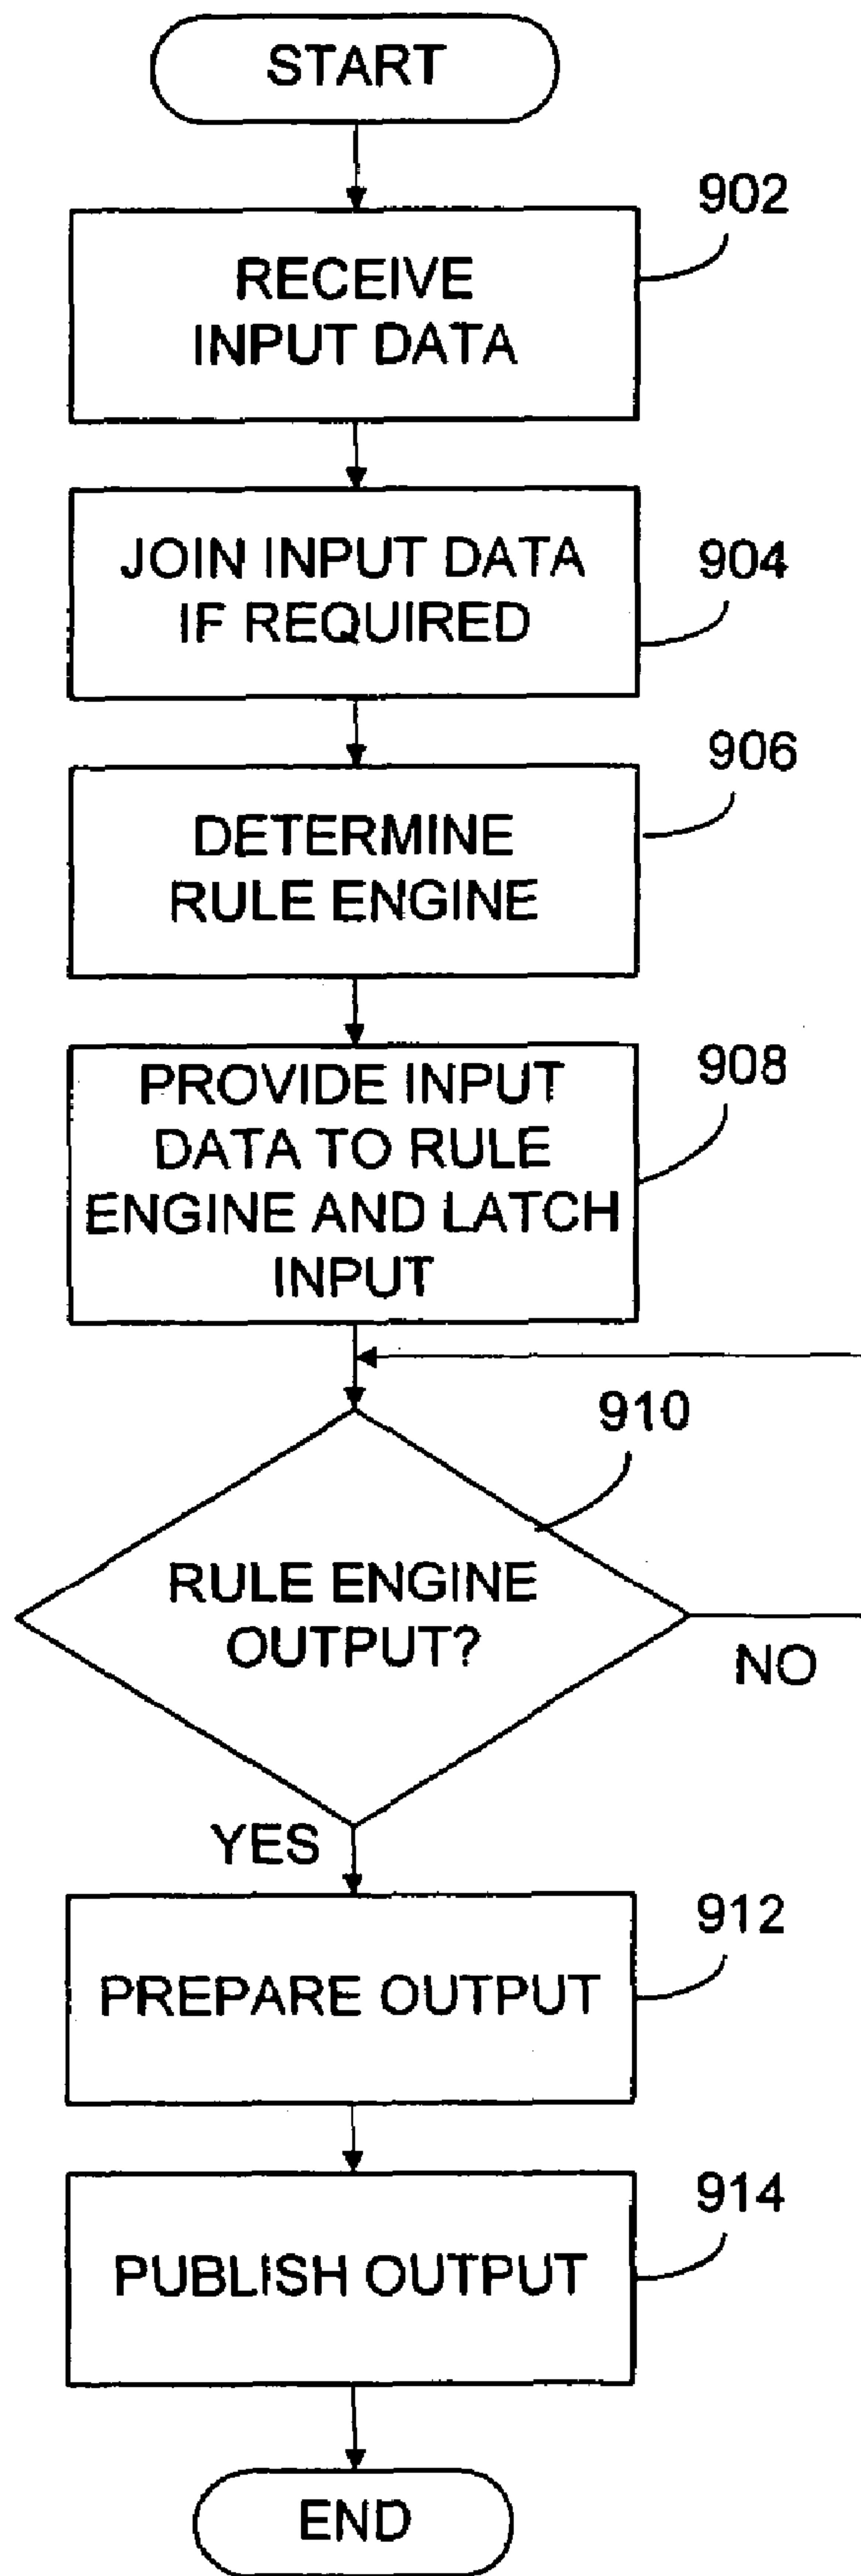 START
902
RECEIVE
INPUT DATA
JOIN INPUT DATA
IF REQUIRED
904
906
DETERMINE
RULE ENGINE
908
PROVIDE INPUT
DATA TO RULE
ENGINE AND LATCH
INPUT
910
RULE ENGINE
OUTPUT?
NO
YES
912
PREPARE OUTPUT
914
PUBLISH OUTPUT
END